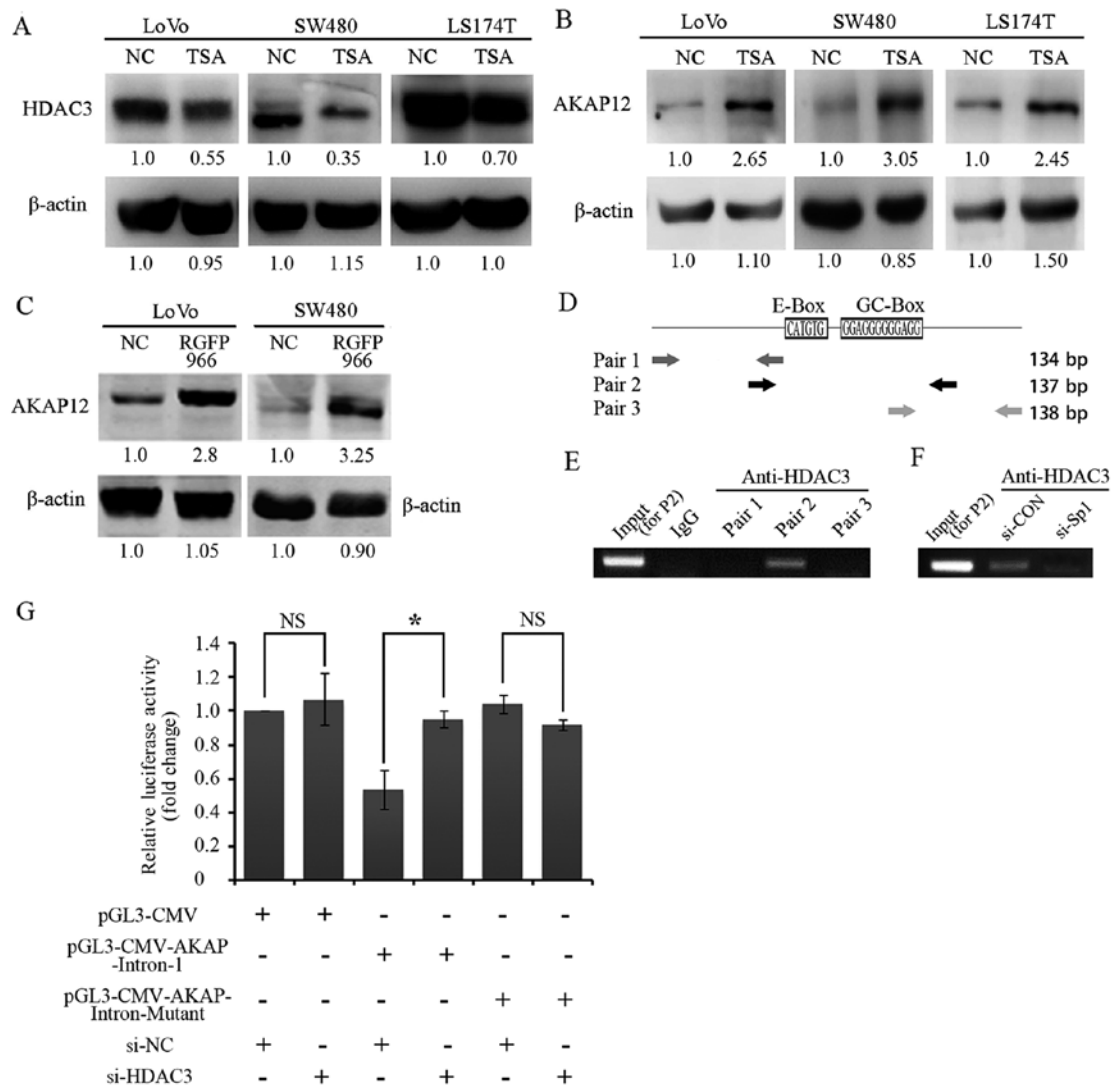 A
LoVo SW480 LS174T
NC TSA NC TSA NC TSA
HDAC3
1.0 0.55 1.0 0.35 1.0 0.70
β-actin
1.0 0.95 1.0 1.15 1.0 1.0
B
LoVo SW480 LS174T
NC TSA NC TSA NC TSA
AKAP12
1.0 2.65 1.0 3.05 1.0 2.45
β-actin
1.0 1.10 1.0 0.85 1.0 1.50
C
LoVo SW480
NC RGFP 966 NC RGFP 966
AKAP12
1.0 2.8 1.0 3.25
β-actin β-actin
1.0 1.05 1.0 0.90
D
E-Box GC-Box
CATGTG GGAGGGGGGAGG
Pair 1 134 bp
Pair 2 137 bp
Pair 3 138 bp
E
Anti-HDAC3
Input (for P2) IgG Pair 1 Pair 2 Pair 3
F
Anti-HDAC3
Input (for P2) si-CON si-Sp1
G
NS * NS
Relative luciferase activity
(fold change)
1.4
1.2
1.0
0.8
0.6
0.4
0.2
0
pGL3-CMV + + - - - -
pGL3-CMV-AKAP
-Intron-1 - - + + - -
pGL3-CMV-AKAP-
Intron-Mutant - - - - + +
si-NC + - + - + -
si-HDAC3 - + - + - +